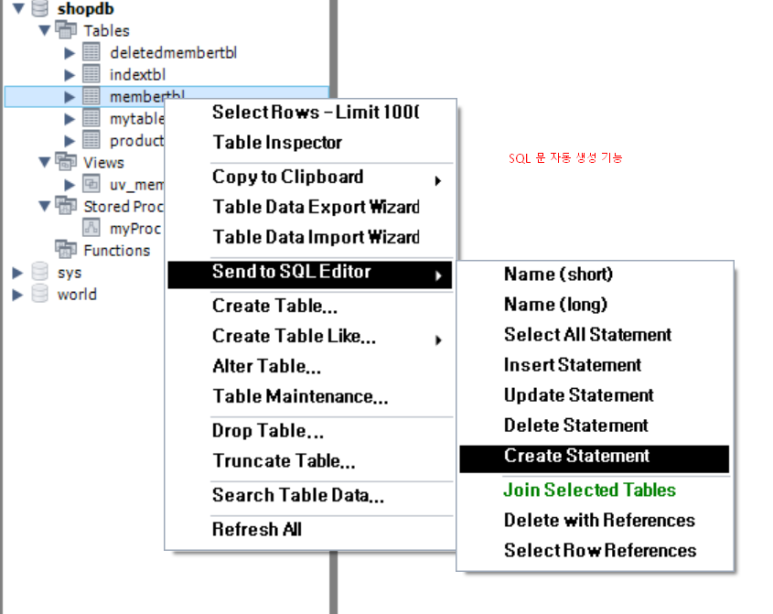 shopdb
Tables
deletedmembertbl
indextbl
membertbl
mytable
product
Views
uv_mem
Stored Proc
myProc
Functions
sys
world
Select Rows - Limit 100
Table Inspector
Copy to Clipboard
Table Data Export Wizard
Table Data Import Wizard
Send to SQL Editor
Create Table...
Create Table Like...
Alter Table...
Table Maintenance...
Drop Table...
Truncate Table...
Search Table Data...
Refresh All
SQL 문 자동 생성 기능
Name (short)
Name (long)
Select All Statement
Insert Statement
Update Statement
Delete Statement
Create Statement
Join Selected Tables
Delete with References
Select Row References